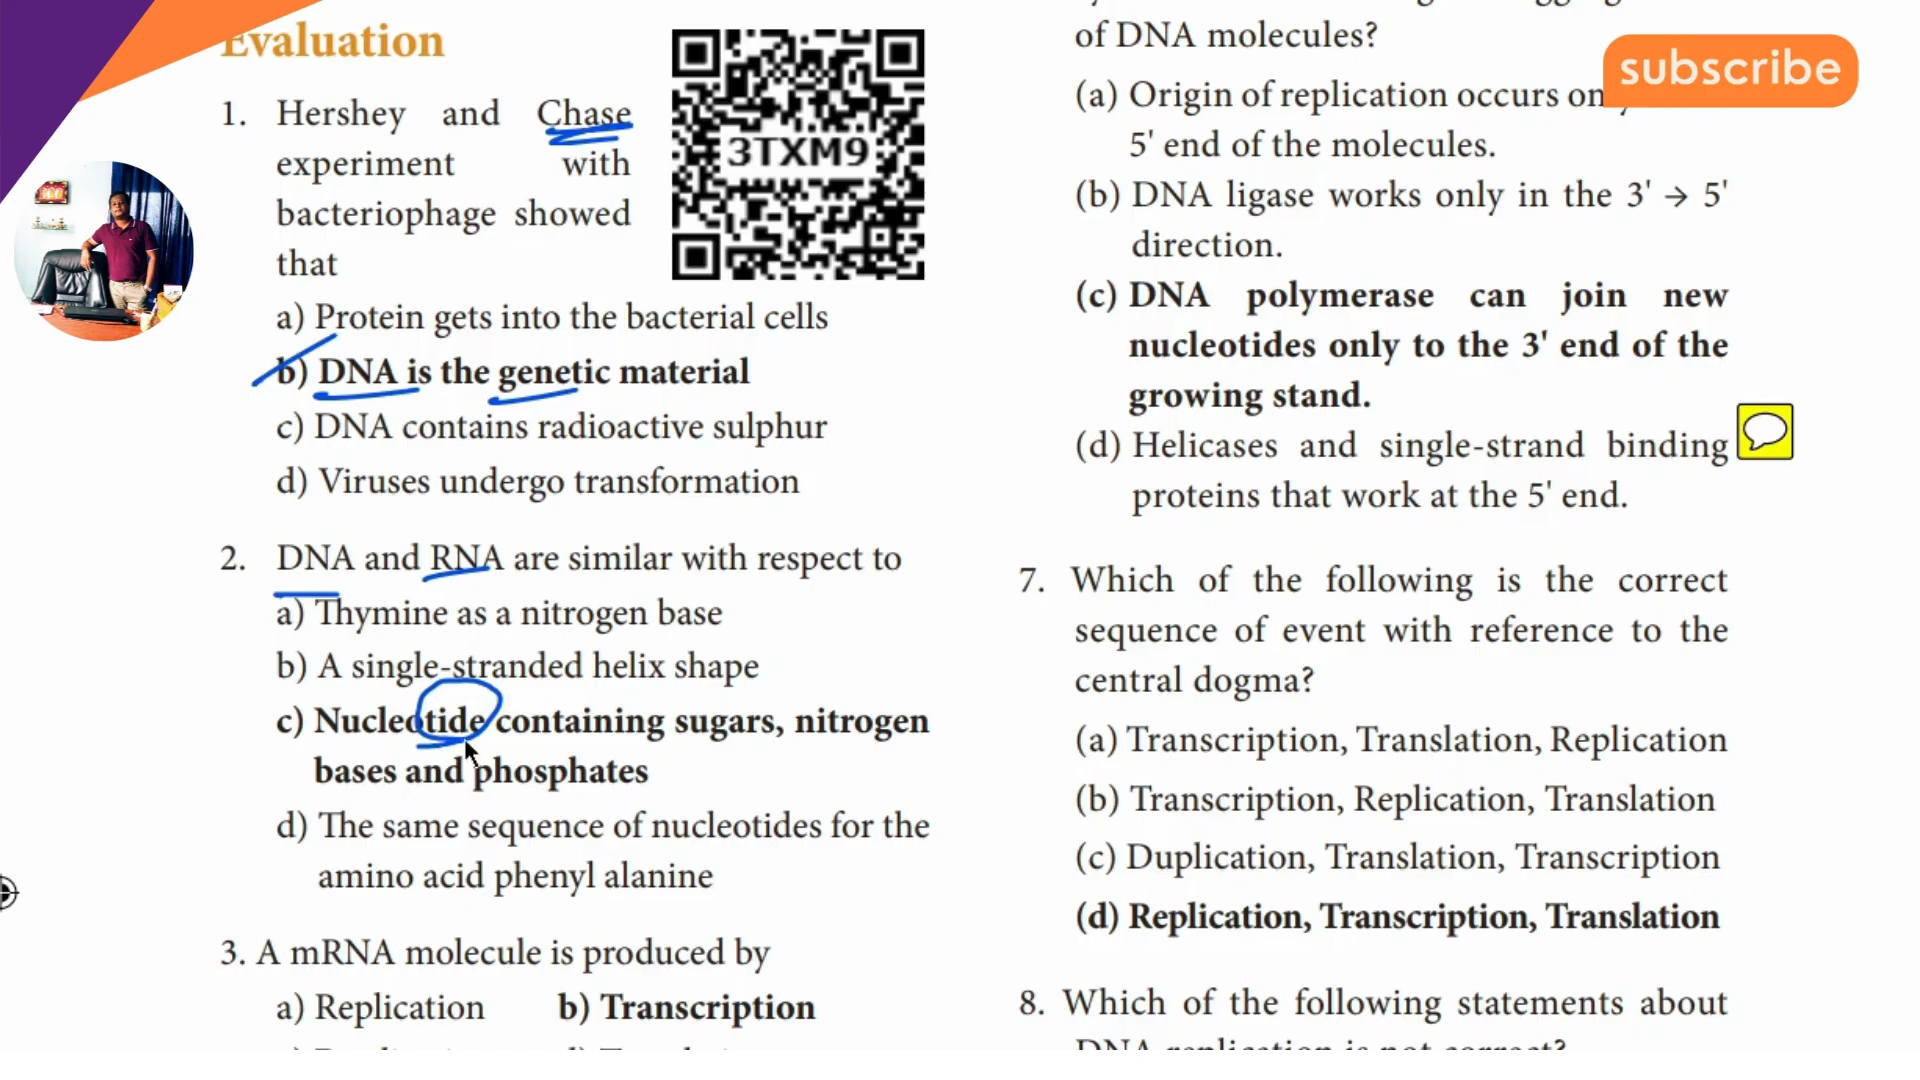 Evaluation
1. Hershey and Chase
experiment with
bacteriophage showed
that
a) Protein gets into the bacterial cells
b) DNA is the genetic material
c) DNA contains radioactive sulphur
d) Viruses undergo transformation
3TXM9
2. DNA and RNA are similar with respect to
a) Thymine as a nitrogen base
b) A single-stranded helix shape
c) Nucleotide containing sugars, nitrogen
bases and phosphates
d) The same sequence of nucleotides for the
amino acid phenyl alanine
3. A mRNA molecule is produced by
a) Replication b) Transcription
of DNA molecules?
subscribe
(a) Origin of replication occurs
5' end of the molecules.
(b) DNA ligase works only in the 3' → 5'
direction.
(c) DNA polymerase can join new
nucleotides only to the 3' end of the
growing stand.
(d) Helicases and single-strand binding
proteins that work at the 5' end.
7. Which of the following is the correct
sequence of event with reference to the
central dogma?
(a) Transcription, Translation, Replication
(b) Transcription, Replication, Translation
(c) Duplication, Translation, Transcription
(d) Replication, Transcription, Translation
8. Which of the following statements about
DNA replication is not correct?